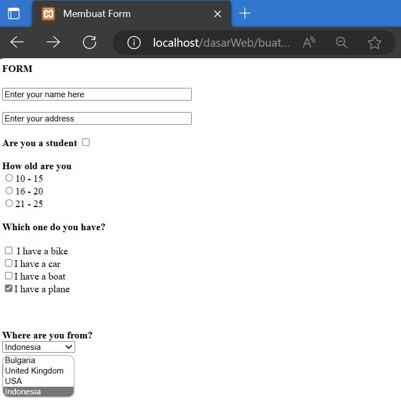 Membuat Form
localhost/dasarWeb/buat...
FORM
Enter your name here
Enter your address
Are you a student
How old are you
10 - 15
16 - 20
21 - 25
Which one do you have?
I have a bike
I have a car
I have a boat
I have a plane
Where are you from?
Indonesia
Bulgaria
United Kingdom
USA
Indonesia